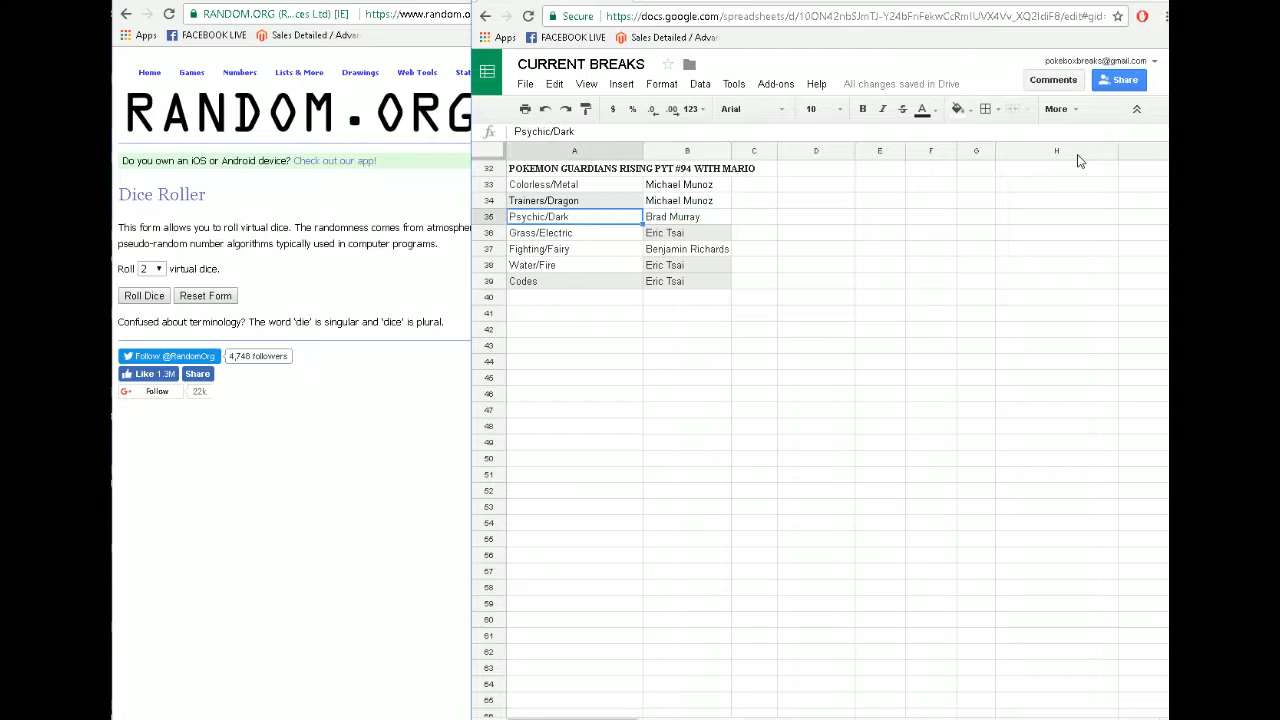 RANDOM.ORG (R...ces Ltd) [IE]
https://www.random.o
Apps FACEBOOK LIVE Sales Detailed / Advan
Home Games Numbers Lists & More Drawings Web Tools Stat
RANDOM.ORG
Do you own an iOS or Android device? Check out our app!
Dice Roller
This form allows you to roll virtual dice. The randomness comes from atmosphe
pseudo-random number algorithms typically used in computer programs.
Roll 2 virtual dice.
Roll Dice Reset Form
Confused about terminology? The word 'die' is singular and 'dice' is plural.
Follow @RandomOrg 4,748 followers
Like 1.3M Share
G+ Follow 22k
Secure https://docs.google.com/spreadsheets/d/
Apps FACEBOOK LIVE Sales Detailed / Advan
CURRENT BREAKS
pokeboxbreaks@gmail.com
File Edit View Insert Format Data Tools Add-ons Help All changes saved in Drive
Comments Share
$ % .0 .00 123 Arial 10 B I S A More
fx Psychic/Dark
A B C D E F G H
32 POKEMON GUARDIANS RISING PYT #94 WITH MARIO
33 Colorless/Metal Michael Munoz
34 Trainers/Dragon Michael Munoz
35 Psychic/Dark Brad Murray
36 Grass/Electric Eric Tsai
37 Fighting/Fairy Benjamin Richards
38 Water/Fire Eric Tsai
39 Codes Eric Tsai
40
41
42
43
44
45
46
47
48
49
50
51
52
53
54
55
56
57
58
59
60
61
62
63
64
65